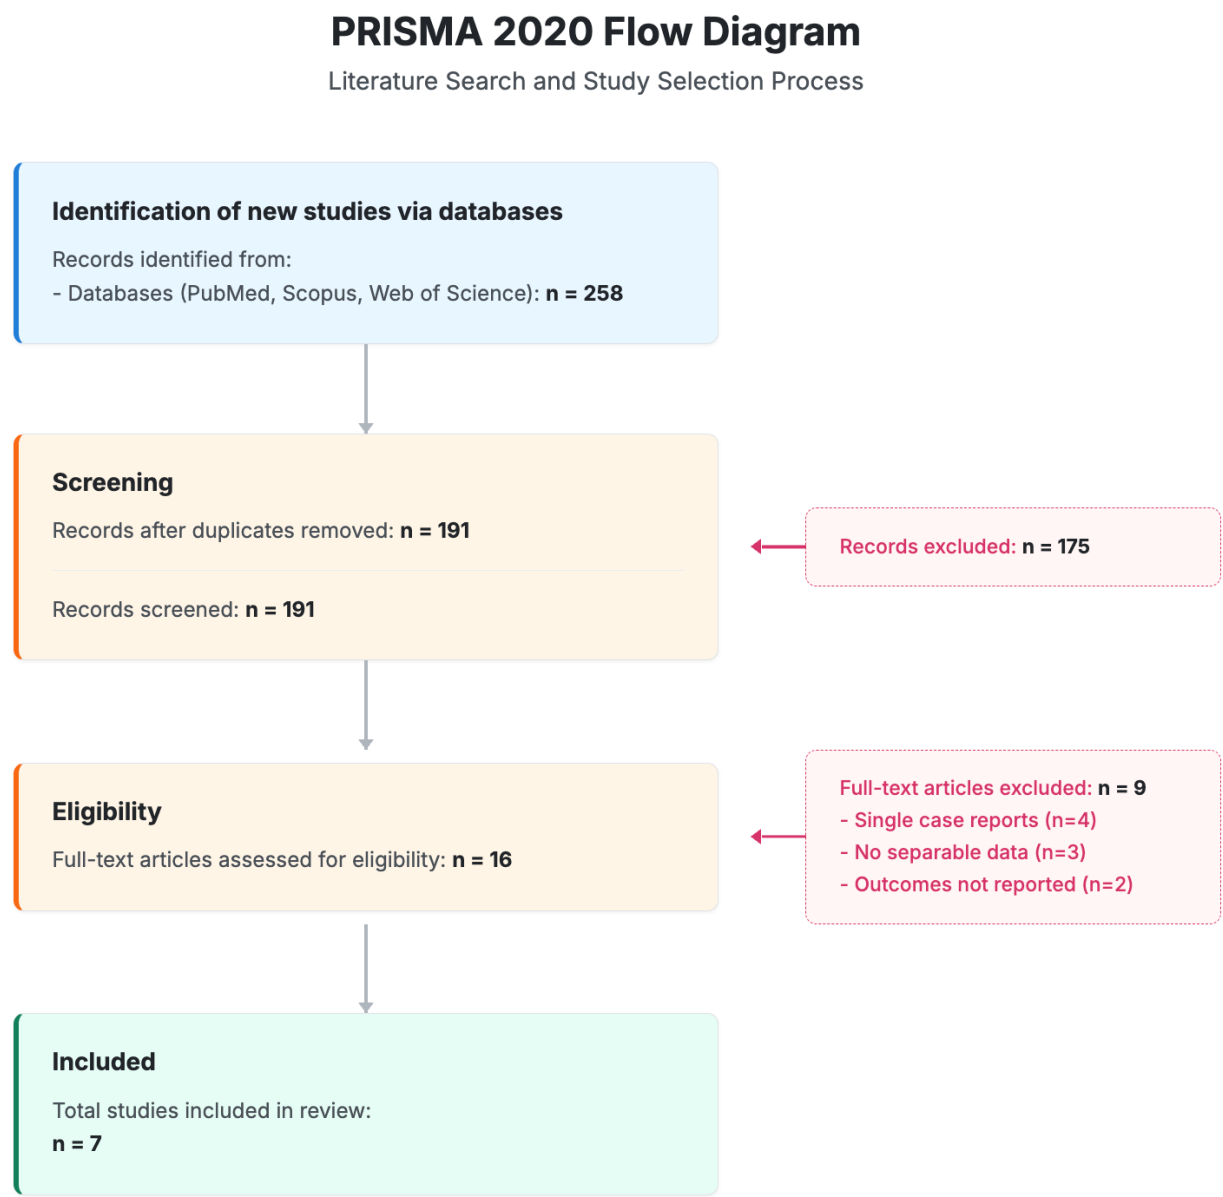 PRISMA 2020 Flow Diagram
Literature Search and Study Selection Process
Identification of new studies via databases
Records identified from:
- Databases (PubMed, Scopus, Web of Science): n = 258
Screening
Records after duplicates removed: n = 191
Records screened: n = 191
Records excluded: n = 175
Eligibility
Full-text articles assessed for eligibility: n = 16
Full-text articles excluded: n = 9
- Single case reports (n=4)
- No separable data (n=3)
- Outcomes not reported (n=2)
Included
Total studies included in review:
n = 7